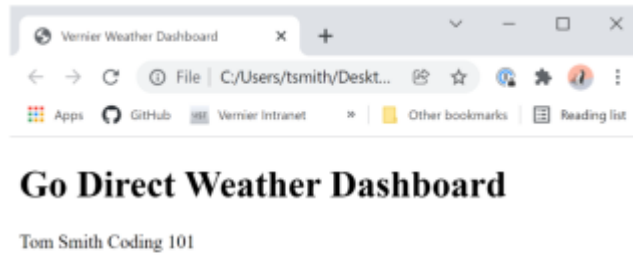 Vernier Weather Dashboard
File C:/Users/tsmith/Deskt...
Apps GitHub Vernier Intranet » Other bookmarks Reading list
Go Direct Weather Dashboard
Tom Smith Coding 101